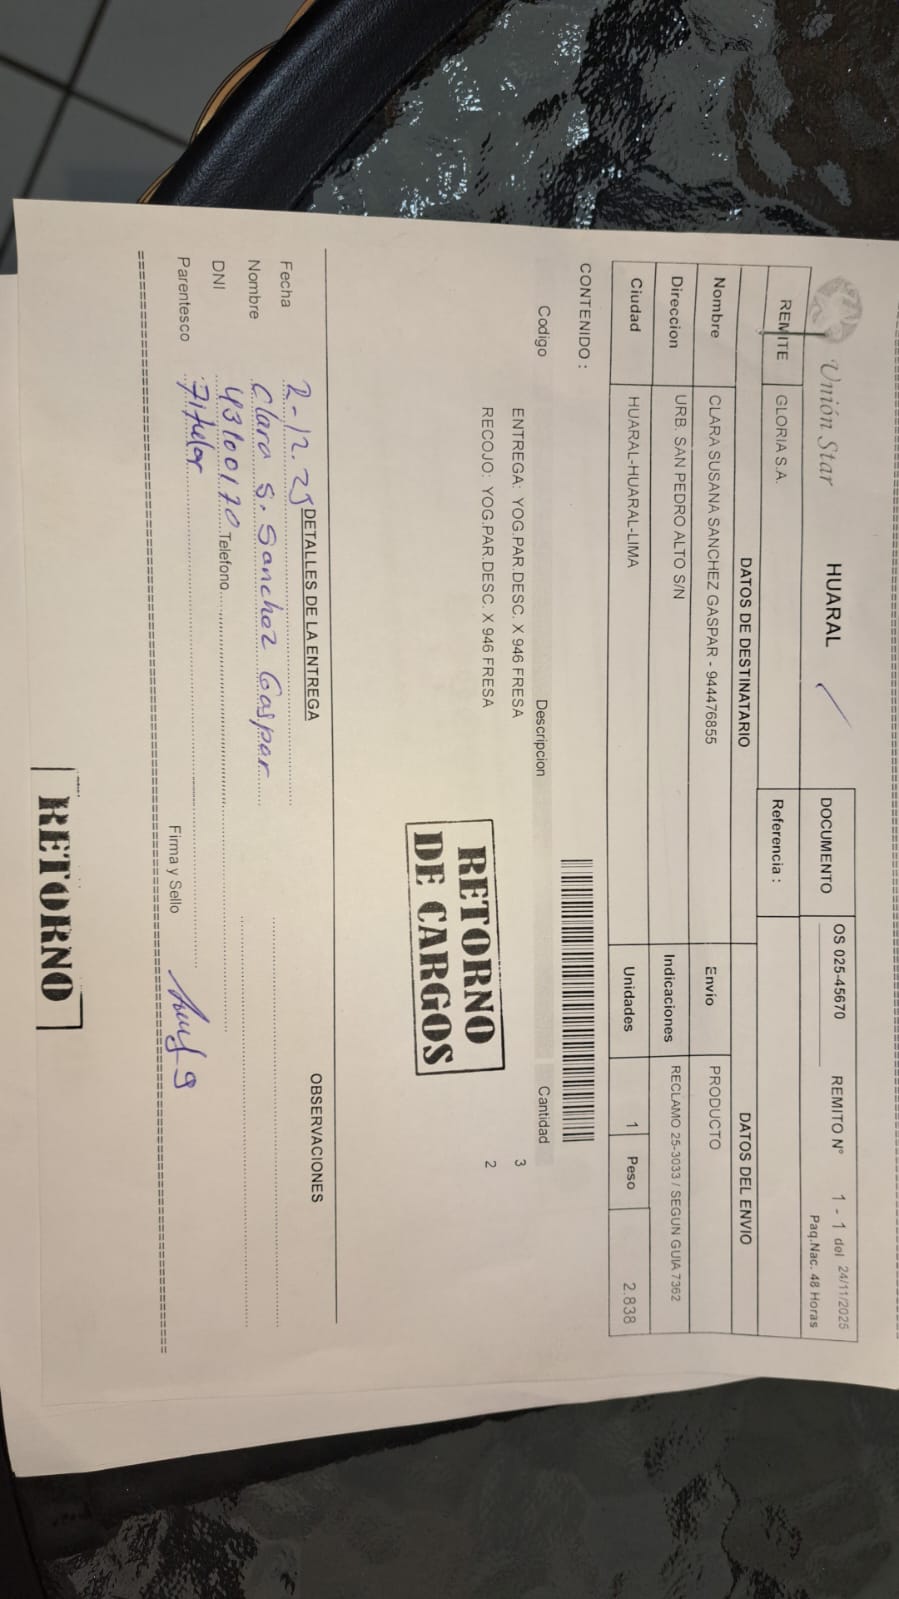 Unión Star
HUARAL
DOCUMENTO OS 025-45670 REMITO N° 1 - 1 del 24/11/2025
Paq.Nac. 48 Horas
REMITE GLORIA S.A. Referencia :
DATOS DE DESTINATARIO DATOS DEL ENVIO
Nombre CLARA SUSANA SANCHEZ GASPAR - 944476855 Envio PRODUCTO
Direccion URB. SAN PEDRO ALTO S/N Indicaciones RECLAMO 25-3033 / SEGUN GUIA 7362
Ciudad HUARAL-HUARAL-LIMA Unidades 1 Peso 2.838
CONTENIDO :
Codigo Descripcion Cantidad
ENTREGA: YOG.PAR.DESC. X 946 FRESA 3
RECOJO: YOG.PAR.DESC. X 946 FRESA 2
RETORNO
DE CARGOS
DETALLES DE LA ENTREGA OBSERVACIONES
Fecha 2-12.25
Nombre Clara S. Sanchez Gaspar
DNI 43100170 Telefono
Parentesco Titular Firma y Sello
RETORNO